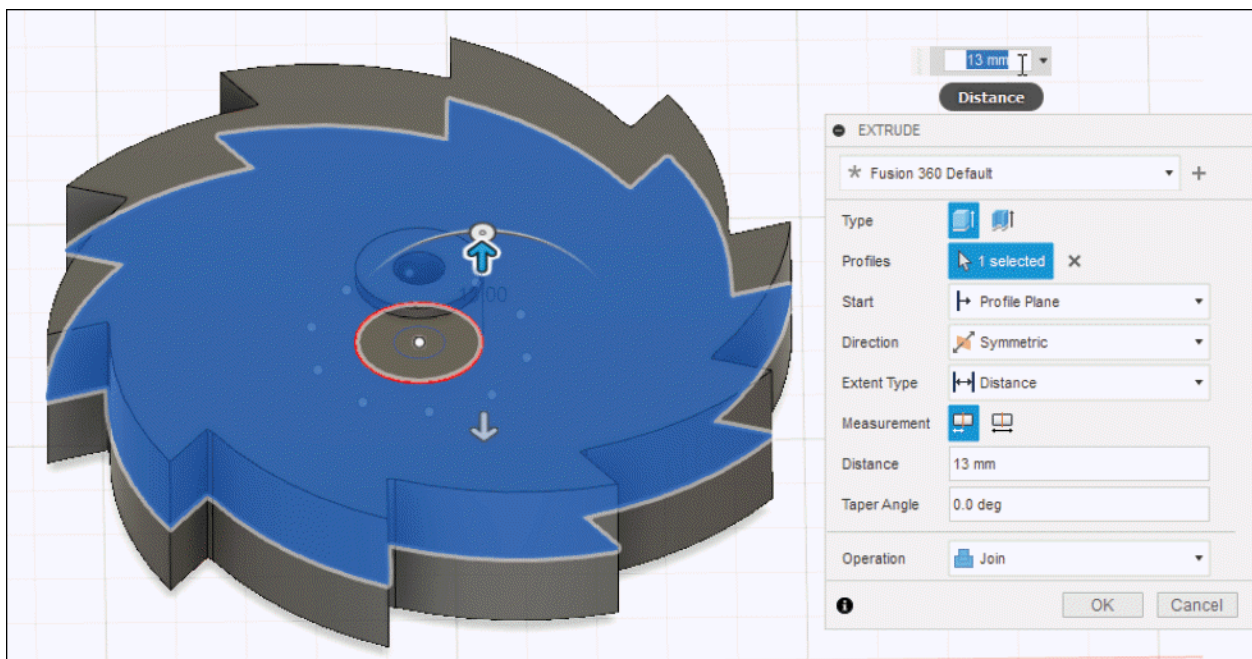 13 mm
Distance
EXTRUDE
Fusion 360 Default
Type
Profiles 1 selected
Start Profile Plane
Direction Symmetric
Extent Type Distance
Measurement
Distance 13 mm
Taper Angle 0.0 deg
Operation Join
OK Cancel